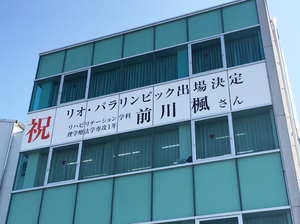 祝
リオ・パラリンピック出場決定
リハビリテーション学科
理学療法学専攻1年
前川楓さん